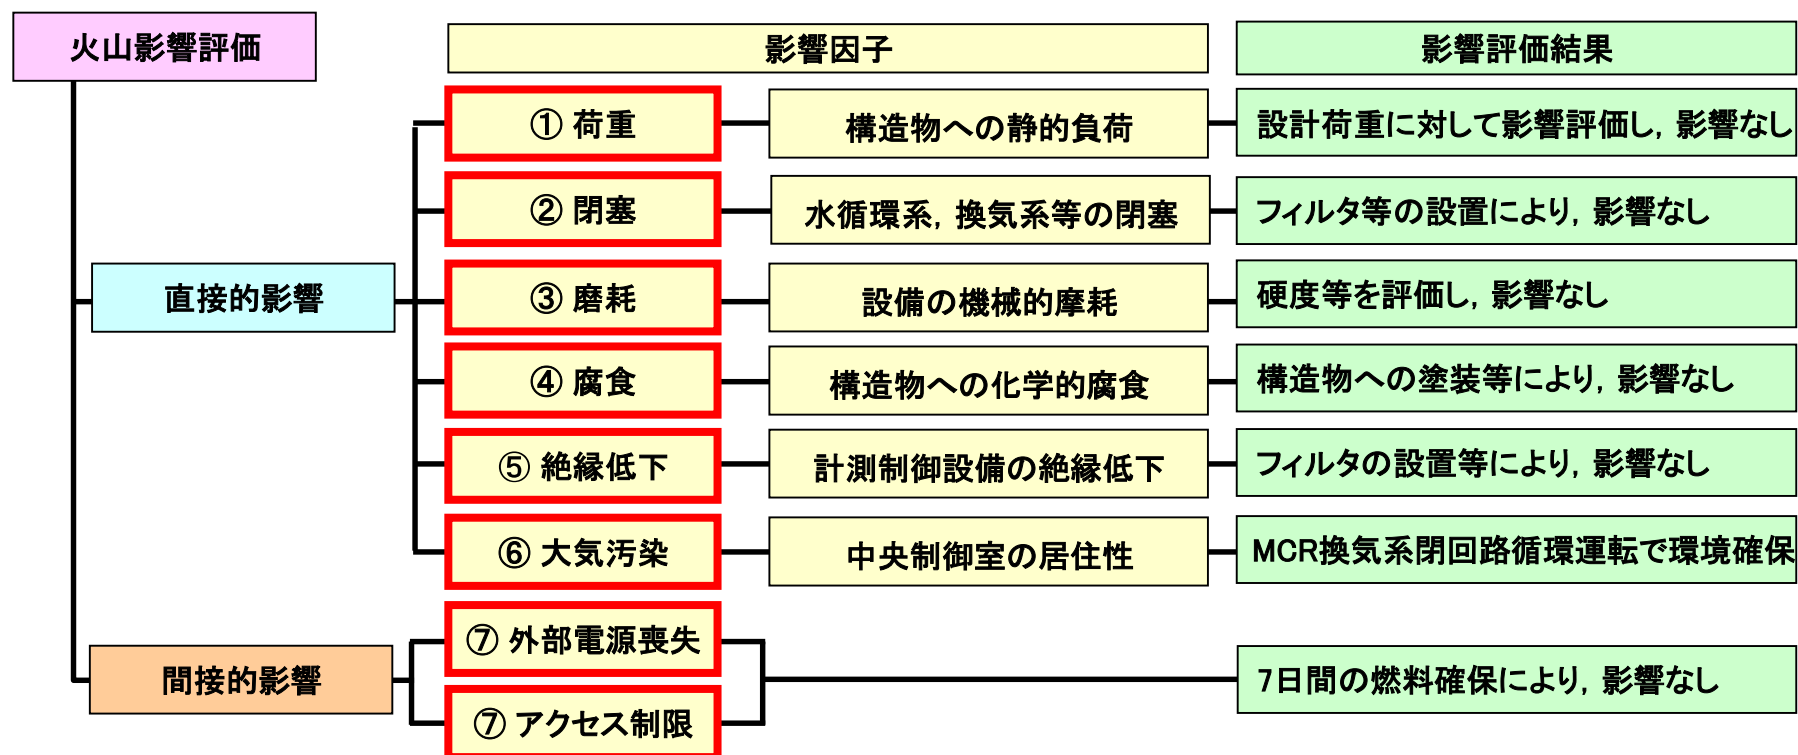 火山影響評価
影響因子
影響評価結果
① 荷重
構造物への静的負荷
設計荷重に対して影響評価し，影響なし
② 閉塞
水循環系，換気系等の閉塞
フィルタ等の設置により，影響なし
直接的影響
③ 磨耗
設備の機械的摩耗
硬度等を評価し，影響なし
④ 腐食
構造物への化学的腐食
構造物への塗装等により，影響なし
⑤ 絶縁低下
計測制御設備の絶縁低下
フィルタの設置等により，影響なし
⑥ 大気汚染
中央制御室の居住性
MCR換気系閉回路循環運転で環境確保
⑦ 外部電源喪失
間接的影響
7日間の燃料確保により，影響なし
⑦ アクセス制限